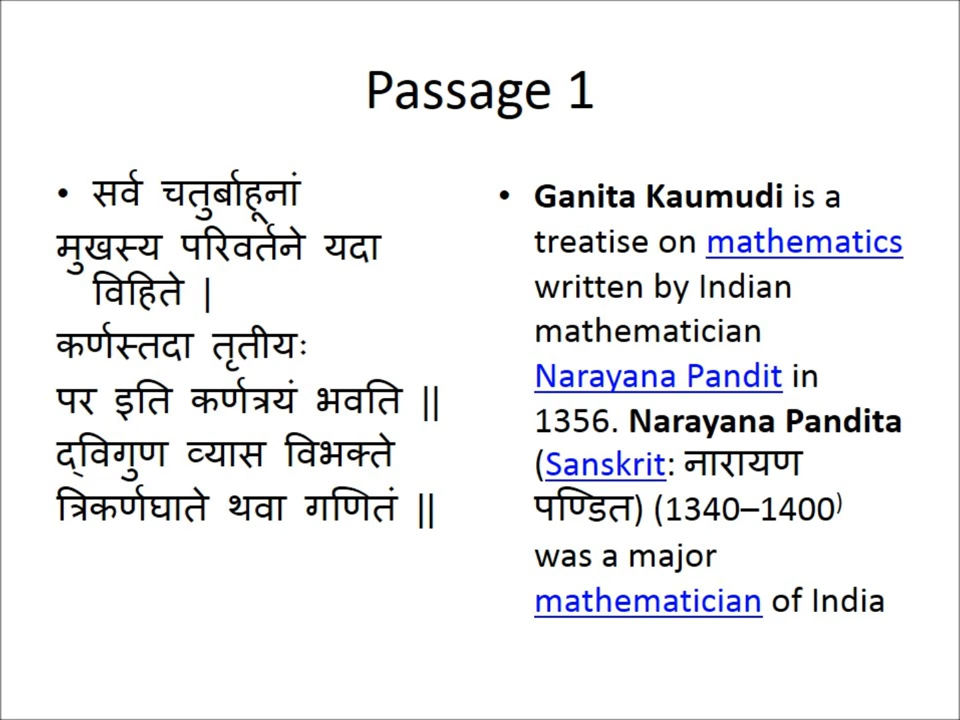 Passage 1
• सर्व चतुर्बाहूनां
मुखस्य परिवर्तने यदा
विहिते |
कर्णस्तदा तृतीयः
पर इति कर्णत्रयं भवति ||
द्विगुण व्यास विभक्ते
त्रिकर्णघाते थवा गणितं ||
• Ganita Kaumudi is a
treatise on mathematics
written by Indian
mathematician
Narayana Pandit in
1356. Narayana Pandita
(Sanskrit: नारायण
पण्डित) (1340–1400)
was a major
mathematician of India